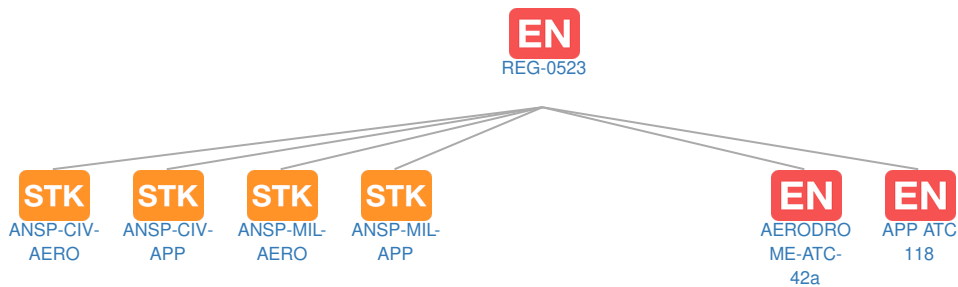 EN
REG-0523
STK STK STK STK EN EN
ANSP-CIV- ANSP-CIV- ANSP-MIL- ANSP-MIL- AERODRO APP ATC
AERO APP AERO APP ME-ATC- 118
42a